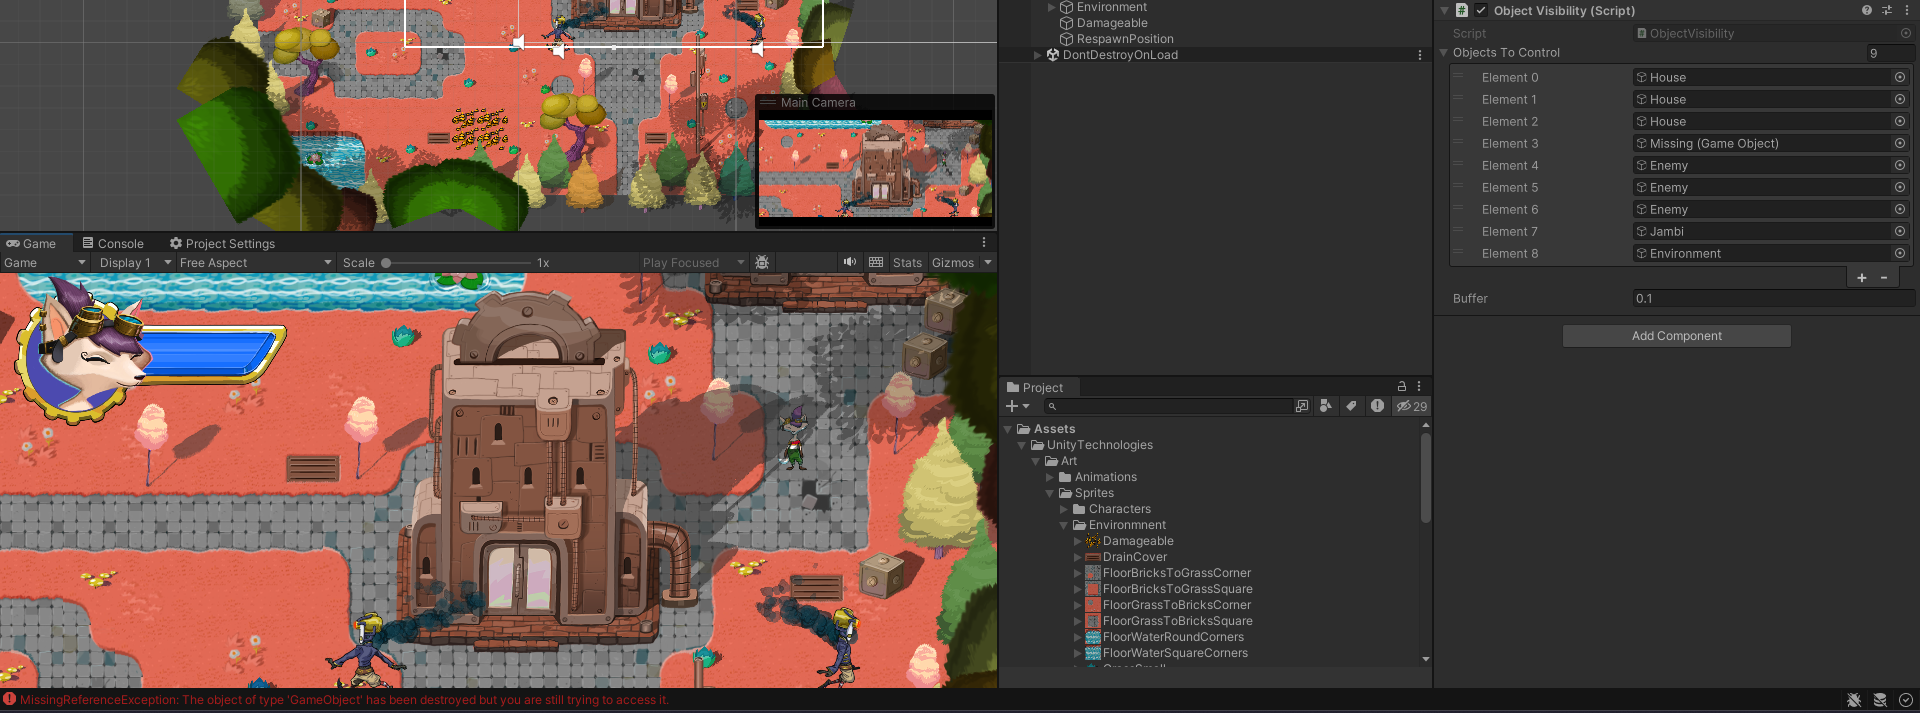 Environment
Damageable
RespawnPosition
DontDestroyOnLoad
Main Camera
Game
Console
Project Settings
Game
Display 1
Free Aspect
Scale
1x
Play Focused
Stats
Gizmos
MissingReferenceException: The object of type 'GameObject' has been destroyed but you are still trying to access it.
Project
29
Assets
UnityTechnologies
Art
Animations
Sprites
Characters
Environmnent
Damageable
DrainCover
FloorBricksToGrassCorner
FloorBricksToGrassSquare
FloorGrassToBricksCorner
FloorGrassToBricksSquare
FloorWaterRoundCorners
FloorWaterSquareCorners
GrassSmall
# Object Visibility (Script)
Script # ObjectVisibility
Objects To Control 9
Element 0 House
Element 1 House
Element 2 House
Element 3 Missing (Game Object)
Element 4 Enemy
Element 5 Enemy
Element 6 Enemy
Element 7 Jambi
Element 8 Environment
+ -
Buffer 0.1
Add Component